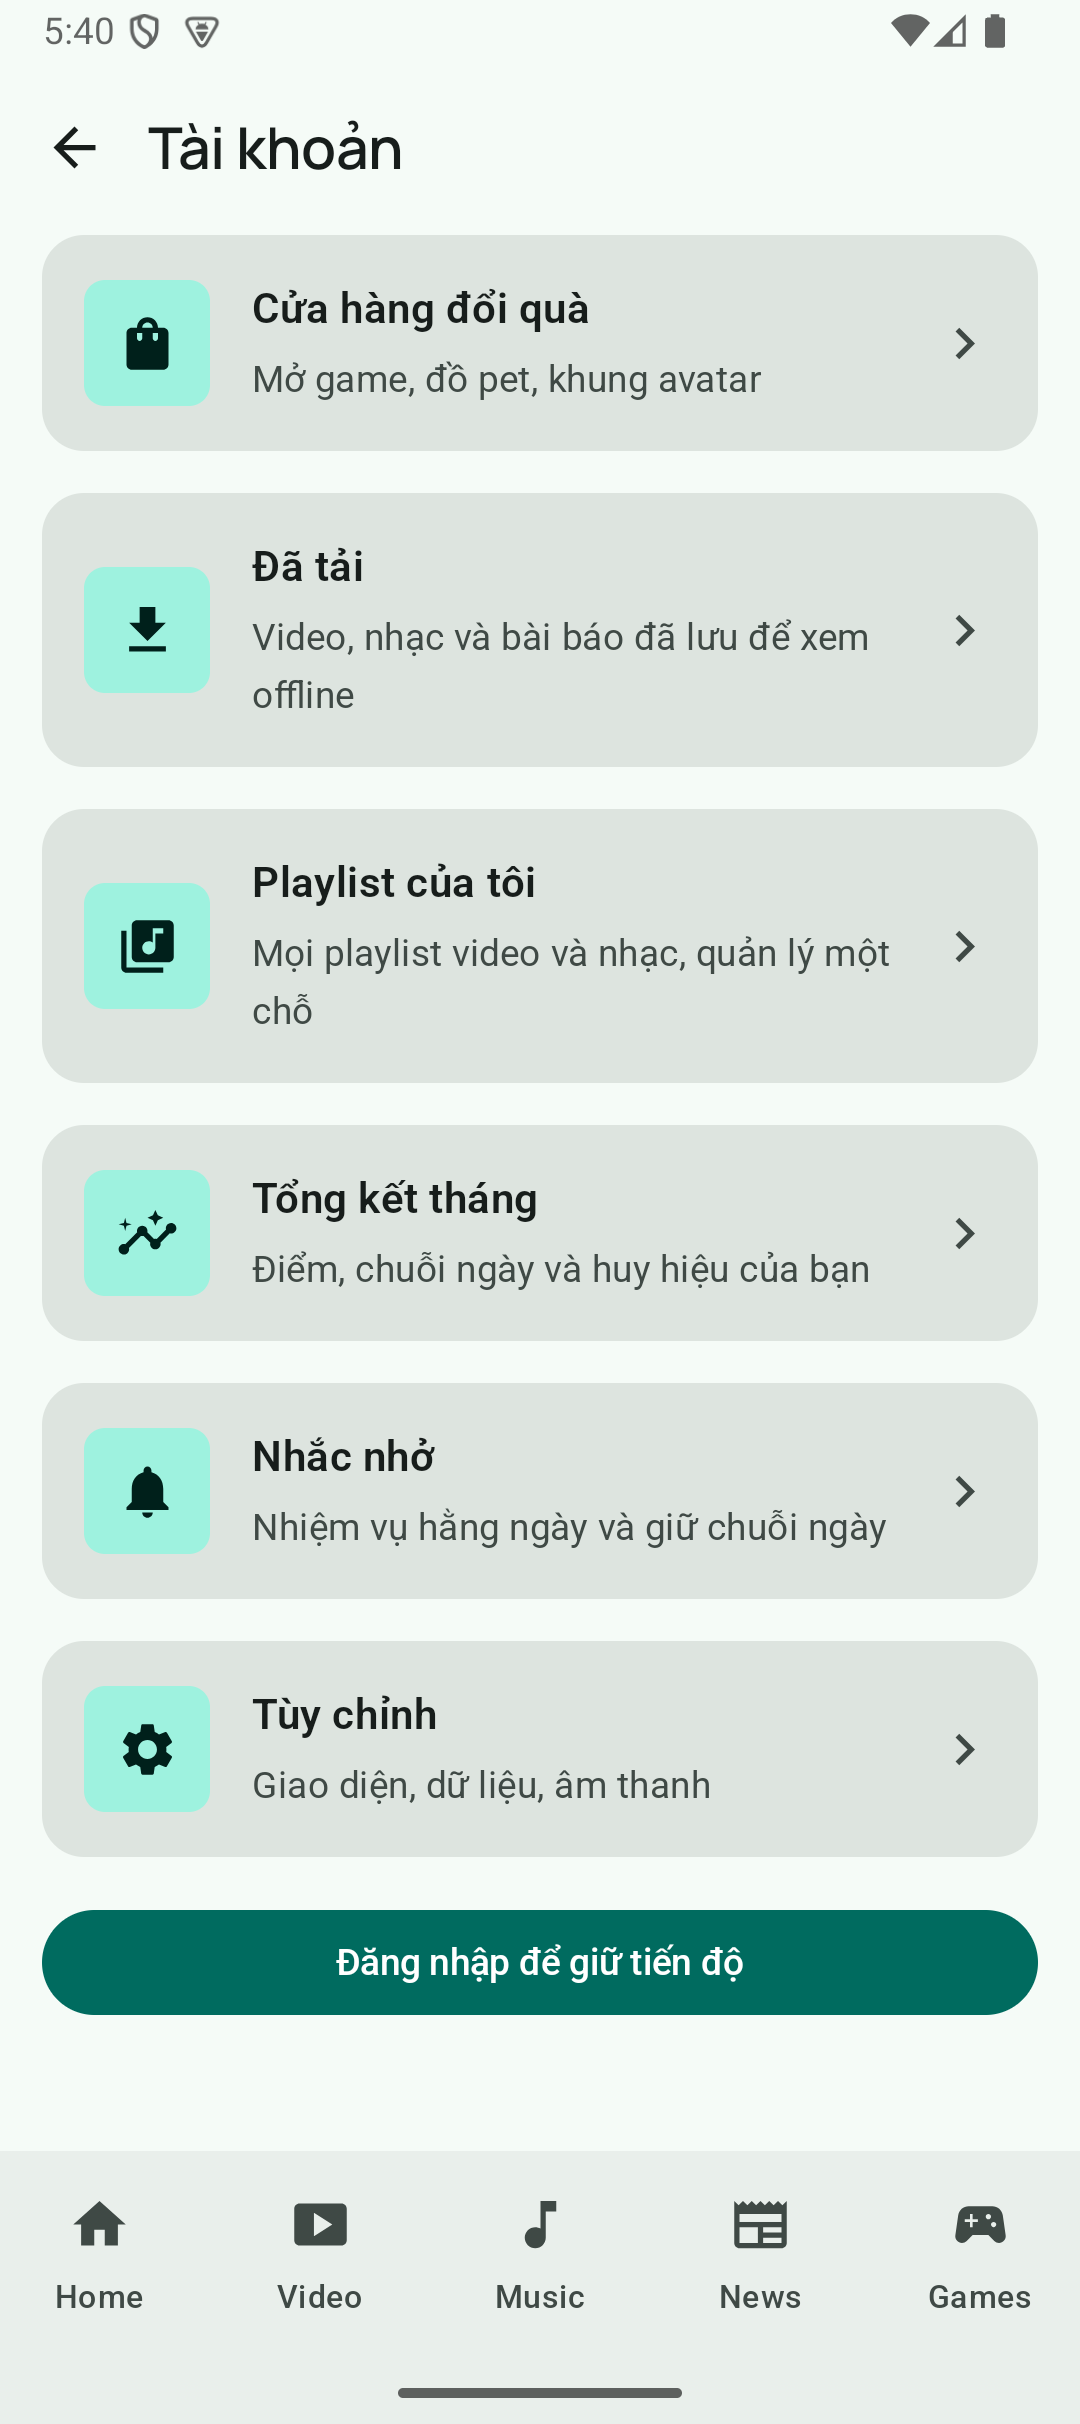 5:40
Tài khoản
Cửa hàng đổi quà
Mở game, đồ pet, khung avatar
Đã tải
Video, nhạc và bài báo đã lưu để xem
offline
Playlist của tôi
Mọi playlist video và nhạc, quản lý một
chỗ
Tổng kết tháng
Điểm, chuỗi ngày và huy hiệu của bạn
Nhắc nhở
Nhiệm vụ hằng ngày và giữ chuỗi ngày
Tùy chỉnh
Giao diện, dữ liệu, âm thanh
Đăng nhập để giữ tiến độ
Home Video Music News Games